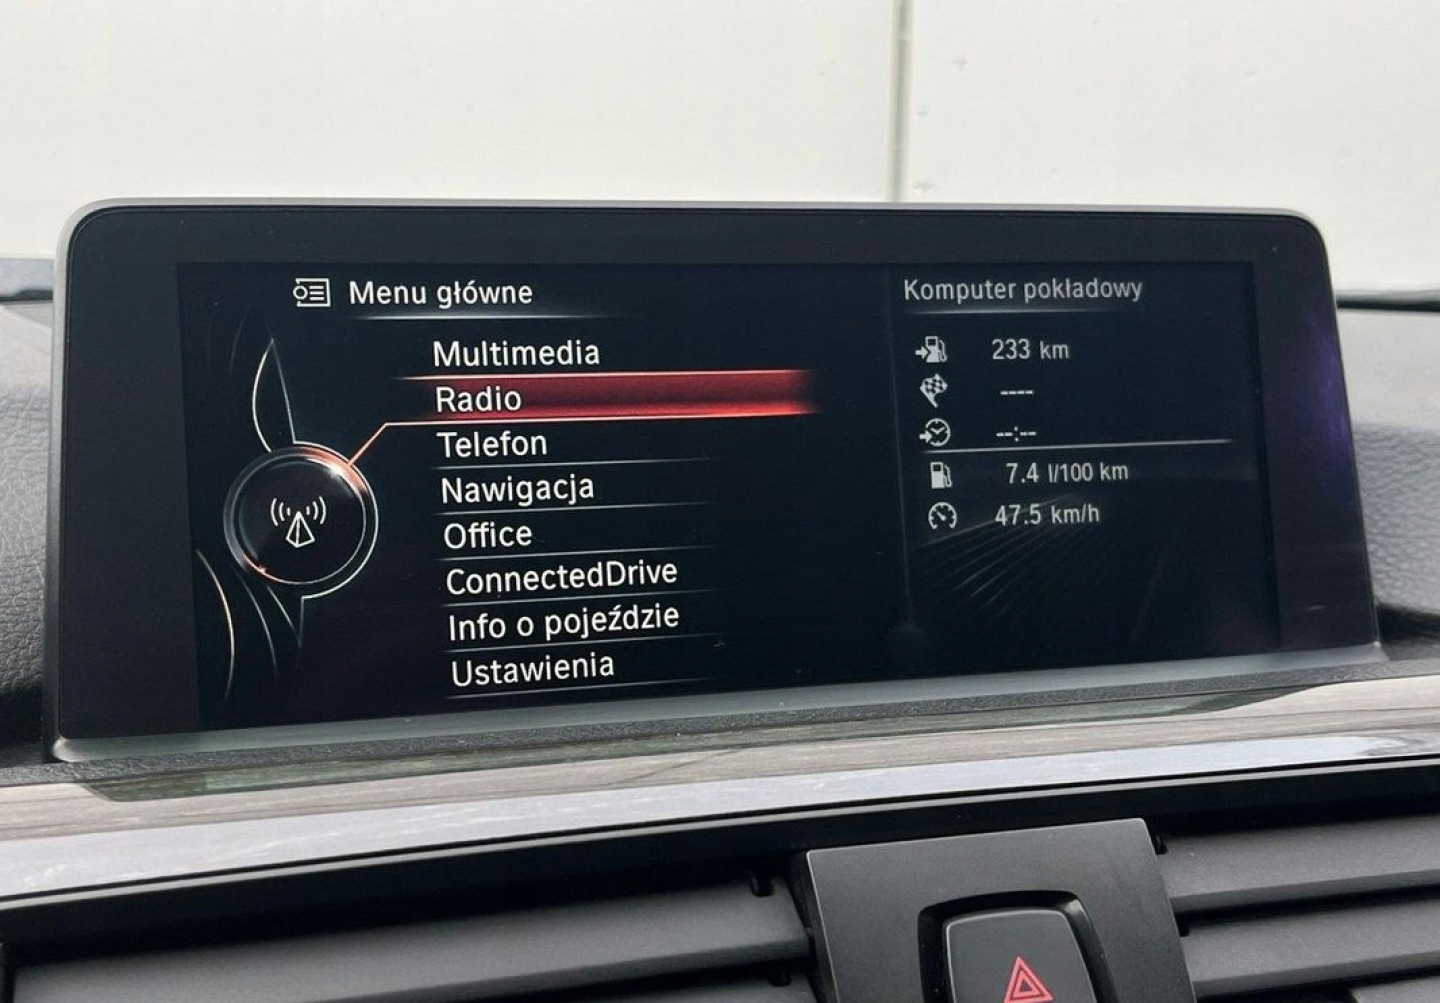 Menu główne
Multimedia
Radio
Telefon
Nawigacja
Office
ConnectedDrive
Info o pojeździe
Ustawienia
Komputer pokładowy
233 km
----
--:--
7.4 l/100 km
47.5 km/h